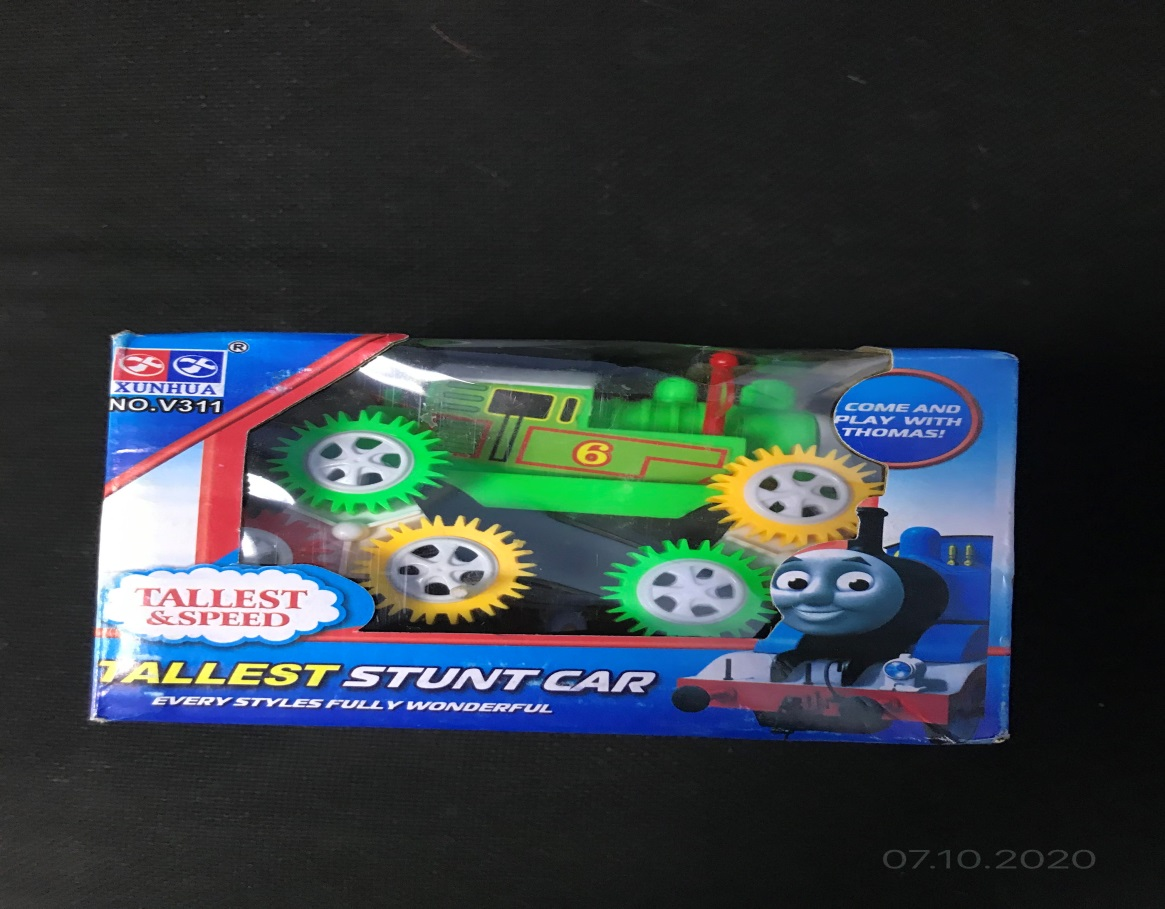 ®
XUNHUA
NO.V311
COME AND
PLAY WITH
THOMAS!
6
TALLEST
&SPEED
TALLEST STUNT CAR
EVERY STYLES FULLY WONDERFUL
07.10.2020